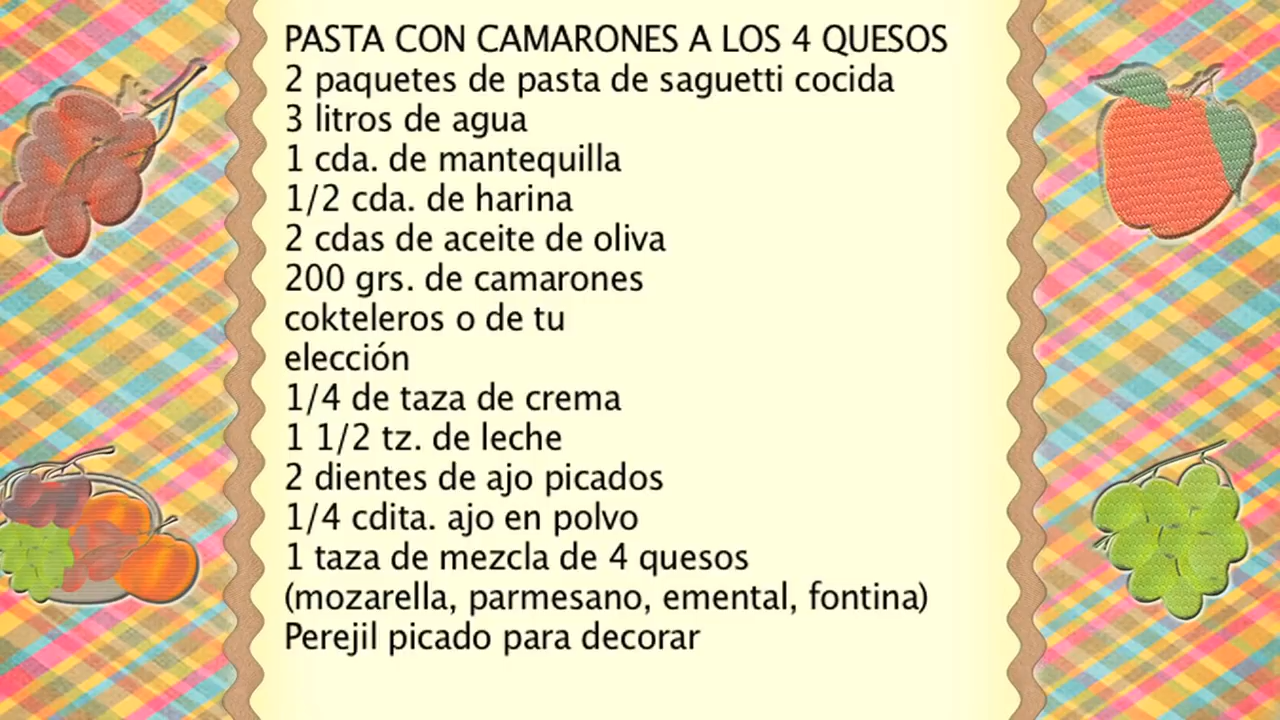 PASTA CON CAMARONES A LOS 4 QUESOS
2 paquetes de pasta de saguetti cocida
3 litros de agua
1 cda. de mantequilla
1/2 cda. de harina
2 cdas de aceite de oliva
200 grs. de camarones
cokteleros o de tu
elección
1/4 de taza de crema
1 1/2 tz. de leche
2 dientes de ajo picados
1/4 cdita. ajo en polvo
1 taza de mezcla de 4 quesos
(mozarella, parmesano, emental, fontina)
Perejil picado para decorar